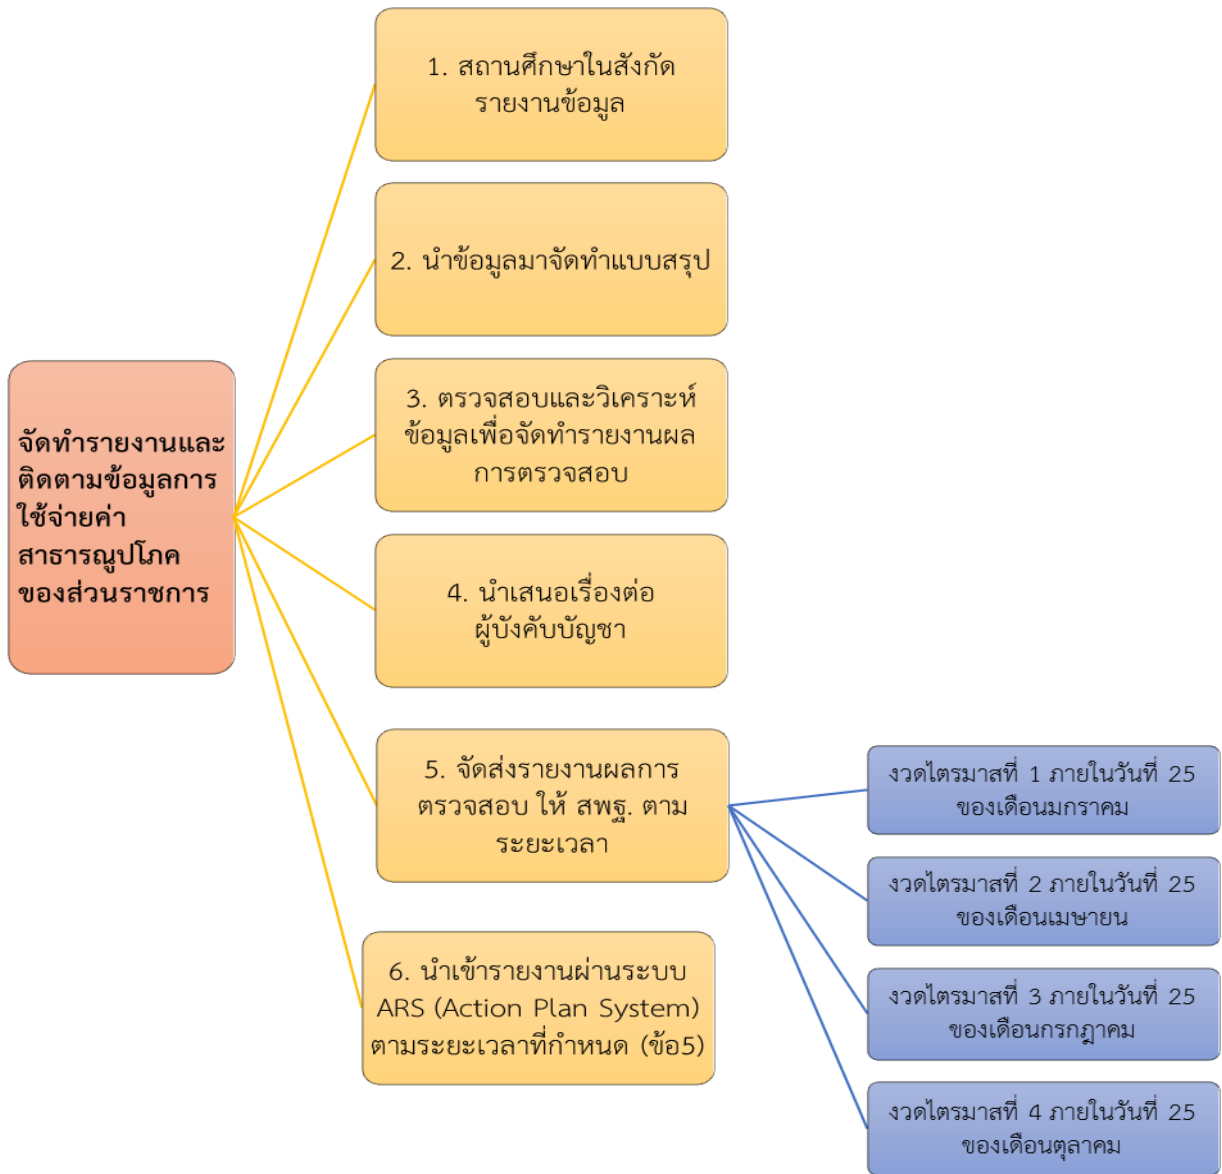 1. สถานศึกษาในสังกัด
รายงานข้อมูล
2. นำข้อมูลมาจัดทำแบบสรุป
3. ตรวจสอบและวิเคราะห์
ข้อมูลเพื่อจัดทำรายงานผล
การตรวจสอบ
จัดทำรายงานและ
ติดตามข้อมูลการ
ใช้จ่ายค่า
สาธารณูปโภค
ของส่วนราชการ
4. นำเสนอเรื่องต่อ
ผู้บังคับบัญชา
5. จัดส่งรายงานผลการ
ตรวจสอบ ให้ สพฐ. ตาม
ระยะเวลา
งวดไตรมาสที่ 1 ภายในวันที่ 25
ของเดือนมกราคม
งวดไตรมาสที่ 2 ภายในวันที่ 25
ของเดือนเมษายน
งวดไตรมาสที่ 3 ภายในวันที่ 25
ของเดือนกรกฎาคม
งวดไตรมาสที่ 4 ภายในวันที่ 25
ของเดือนตุลาคม
6. นำเข้ารายงานผ่านระบบ
ARS (Action Plan System)
ตามระยะเวลาที่กำหนด (ข้อ5)